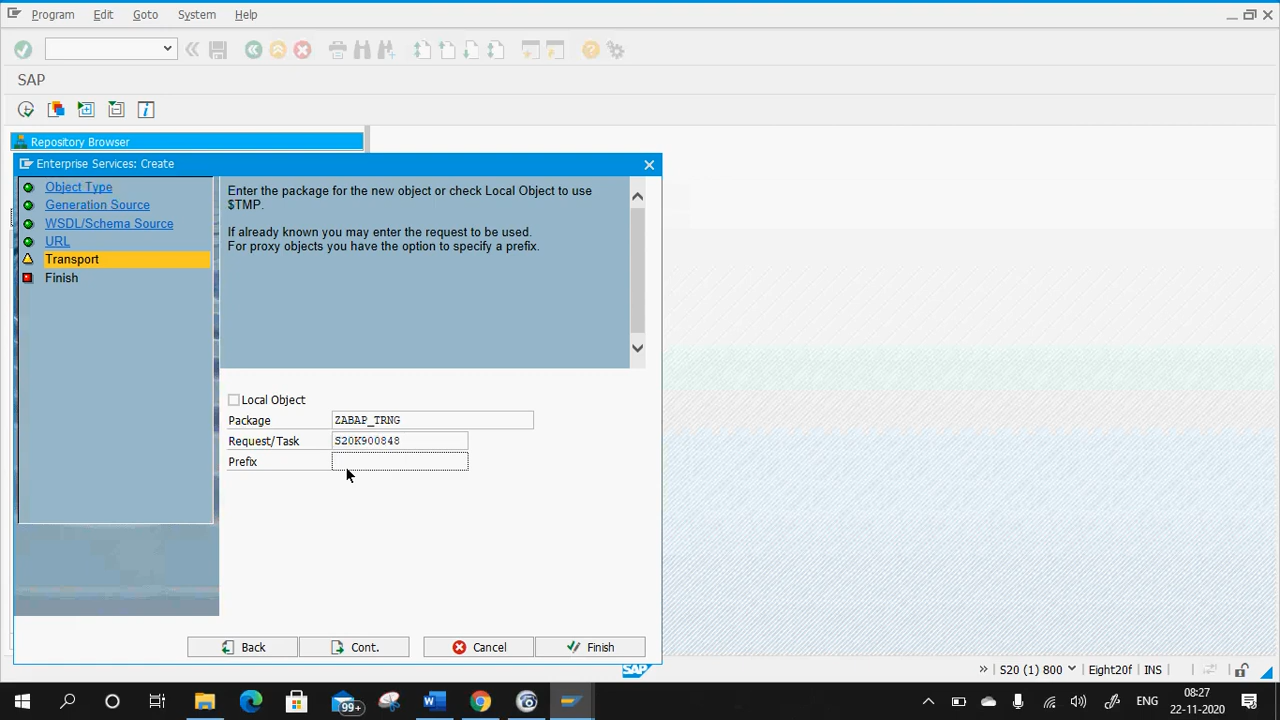 Program Edit Goto System Help
SAP
Repository Browser
Enterprise Services: Create
Object Type
Generation Source
WSDL/Schema Source
URL
Transport
Finish
Enter the package for the new object or check Local Object to use
$TMP.
If already known you may enter the request to be used.
For proxy objects you have the option to specify a prefix.
Local Object
Package ZABAP_TRNG
Request/Task S20K900848
Prefix
Back Cont. Cancel Finish
SAP
» S20 (1) 800 Eight20f INS
99+
W
ENG
08:27
22-11-2020